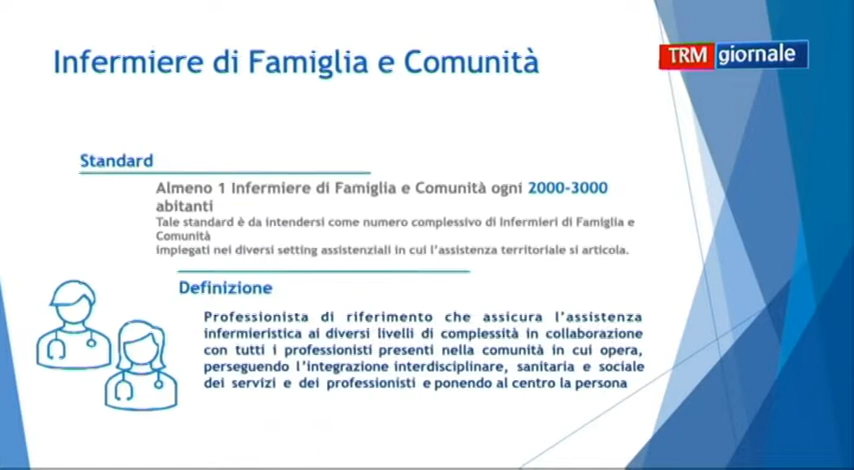 Infermiere di Famiglia e Comunità
TRM giornale
Standard
Almeno 1 Infermiere di Famiglia e Comunità ogni 2000-3000
abitanti
Tale standard è da intendersi come numero complessivo di Infermieri di Famiglia e
Comunità
impiegati nei diversi setting assistenziali in cui l'assistenza territoriale si articola.
Definizione
Professionista di riferimento che assicura l'assistenza
infermieristica ai diversi livelli di complessità in collaborazione
con tutti i professionisti presenti nella comunità in cui opera,
perseguendo l'integrazione interdisciplinare, sanitaria e sociale
dei servizi e dei professionisti e ponendo al centro la persona